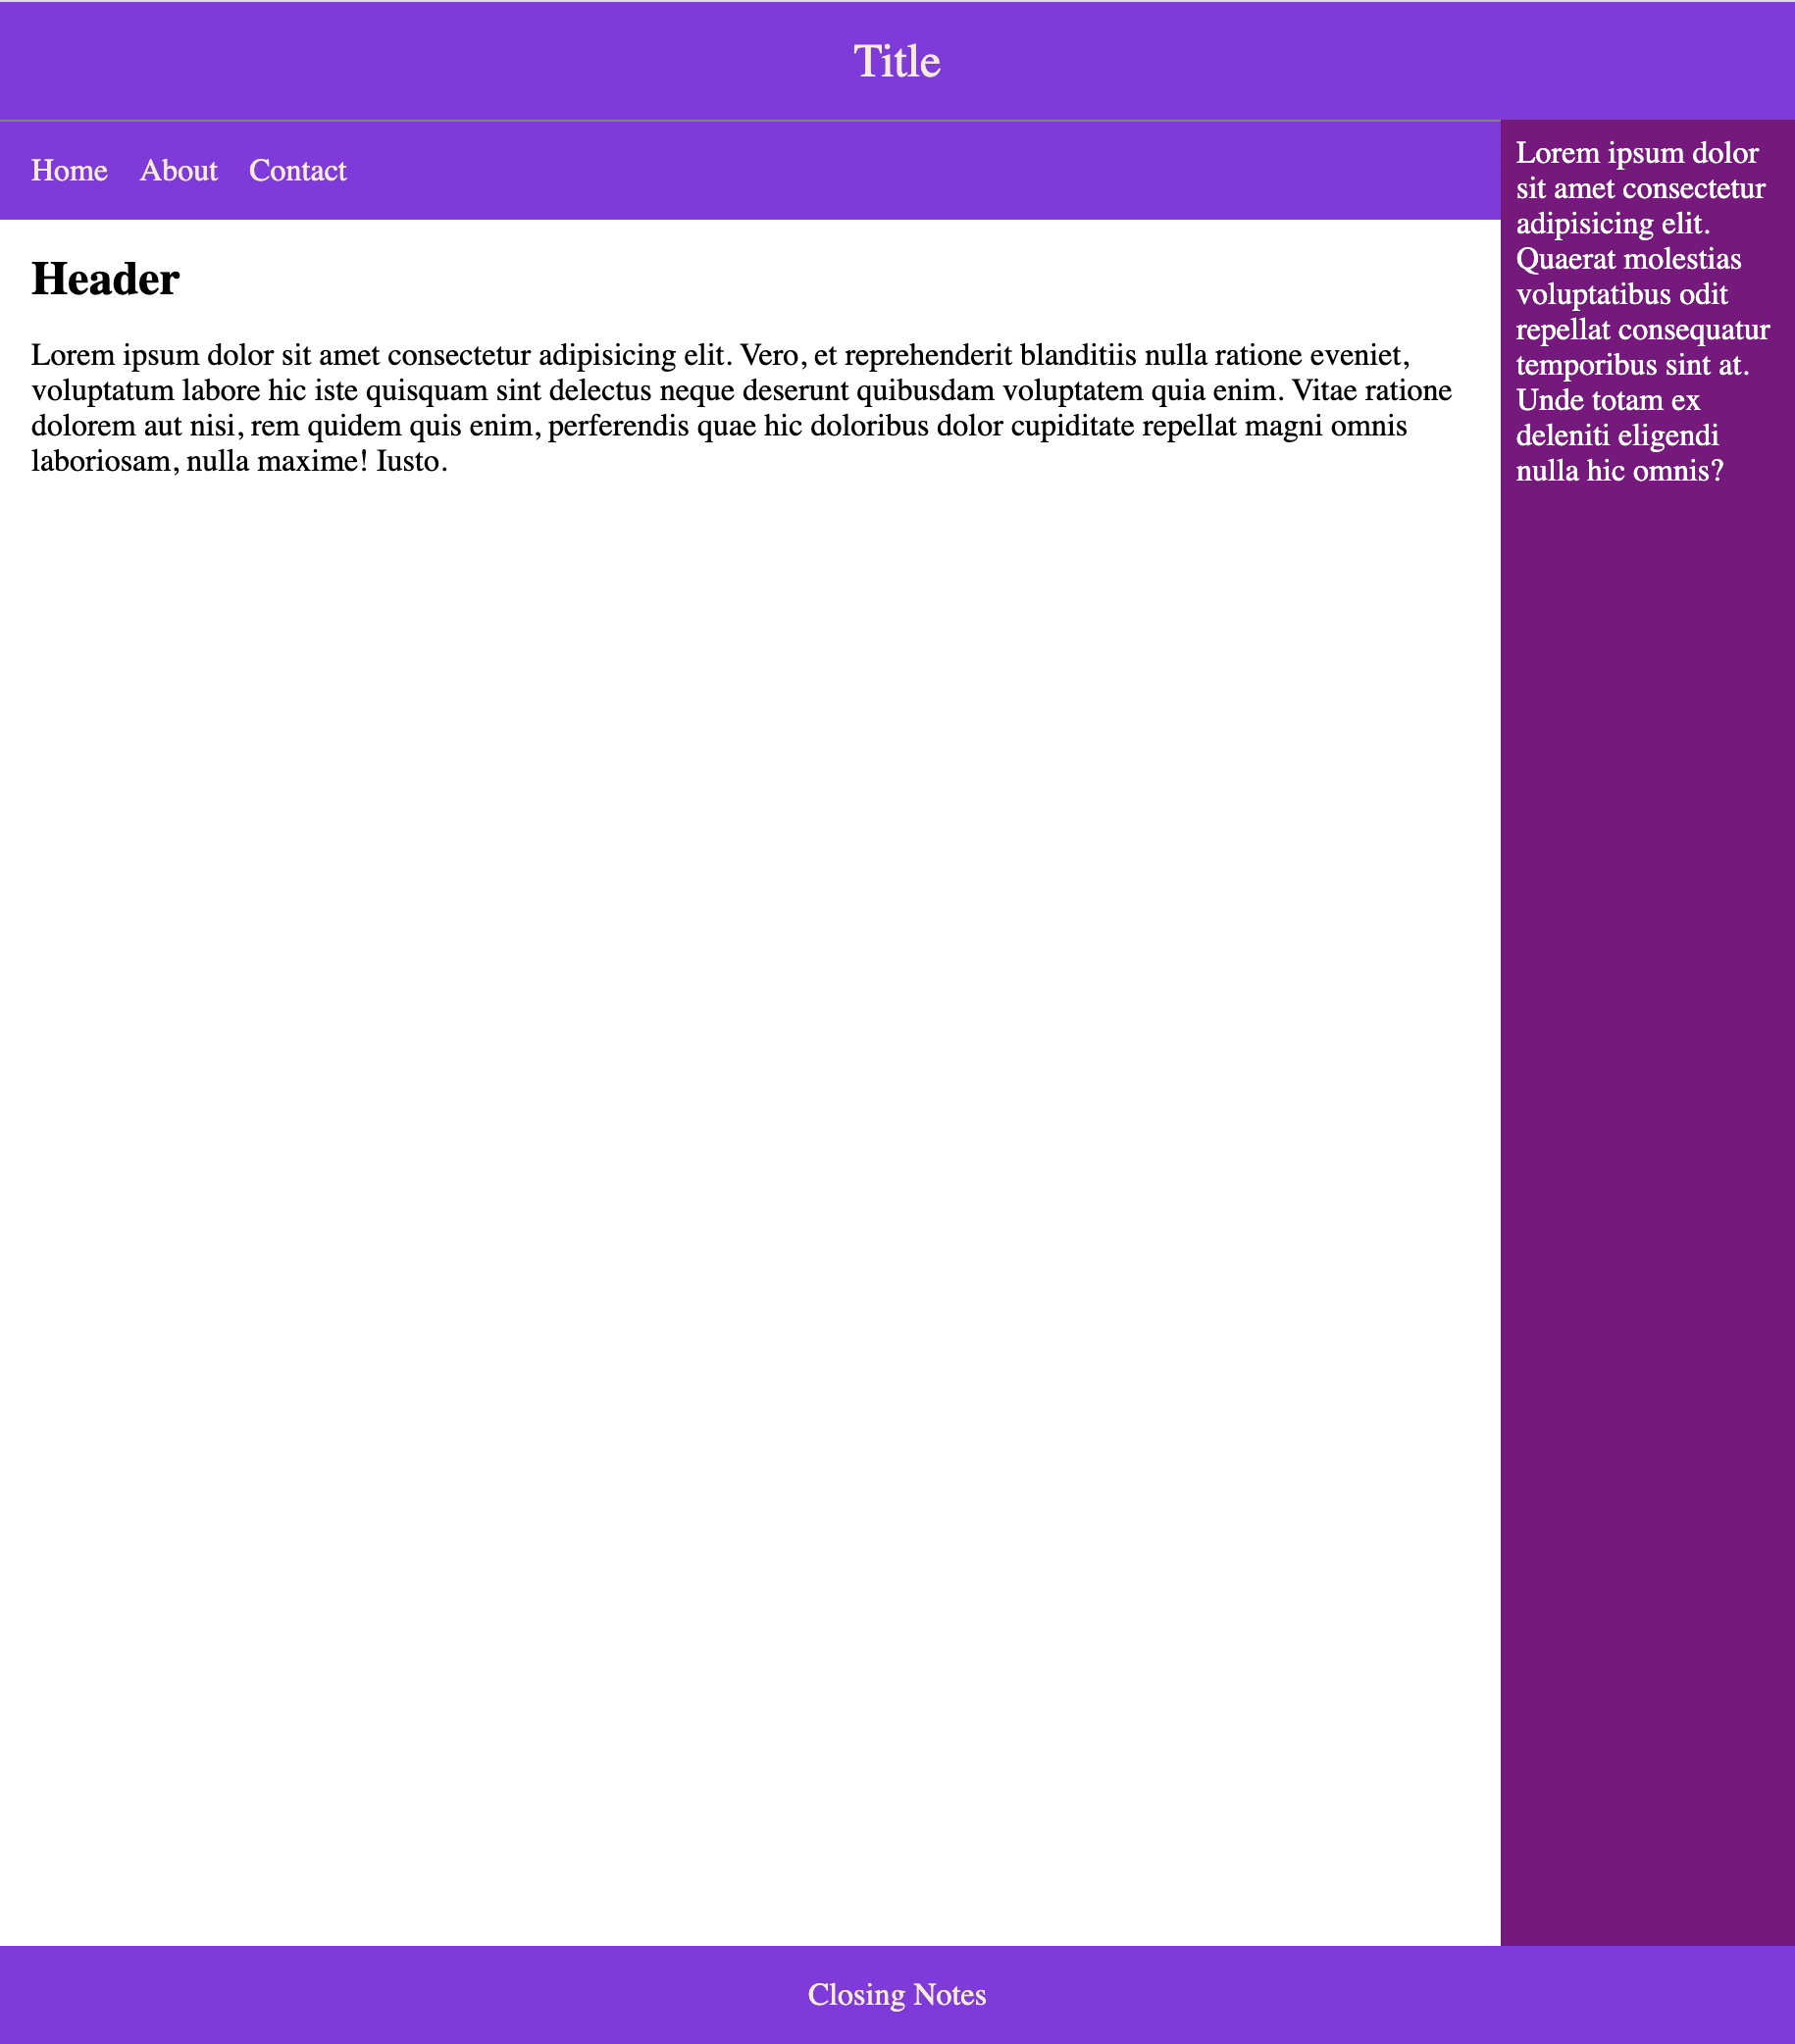 Title
Home About Contact
Header
Lorem ipsum dolor sit amet consectetur adipisicing elit. Vero, et reprehenderit blanditiis nulla ratione eveniet,
voluptatum labore hic iste quisquam sint delectus neque deserunt quibusdam voluptatem quia enim. Vitae ratione
dolorem aut nisi, rem quidem quis enim, perferendis quae hic doloribus dolor cupiditate repellat magni omnis
laboriosam, nulla maxime! Iusto.
Lorem ipsum dolor
sit amet consectetur
adipisicing elit.
Quaerat molestias
voluptatibus odit
repellat consequatur
temporibus sint at.
Unde totam ex
deleniti eligendi
nulla hic omnis?
Closing Notes